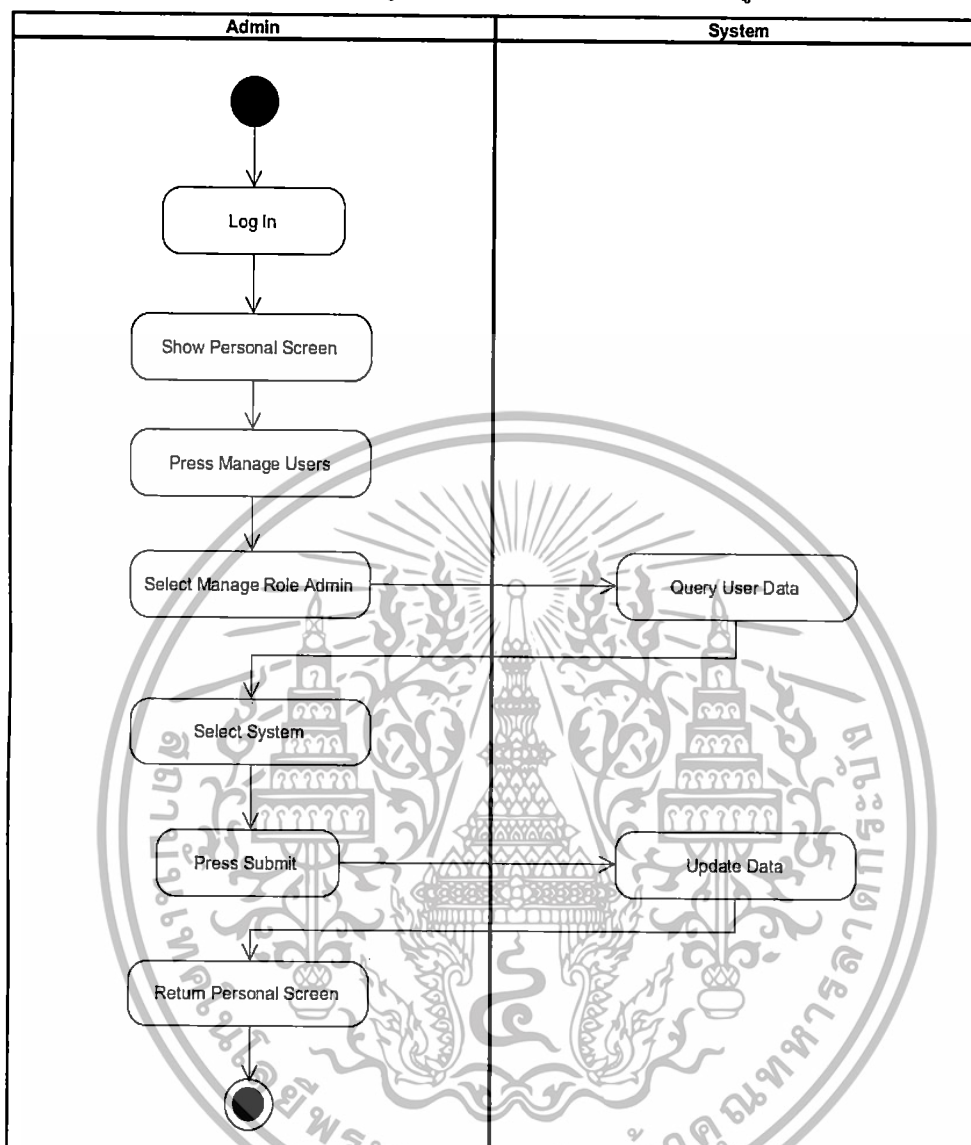 Admin
System
Log In
Show Personal Screen
Press Manage Users
Select Manage Role Admin
Query User Data
Select System
Press Submit
Update Data
Return Personal Screen